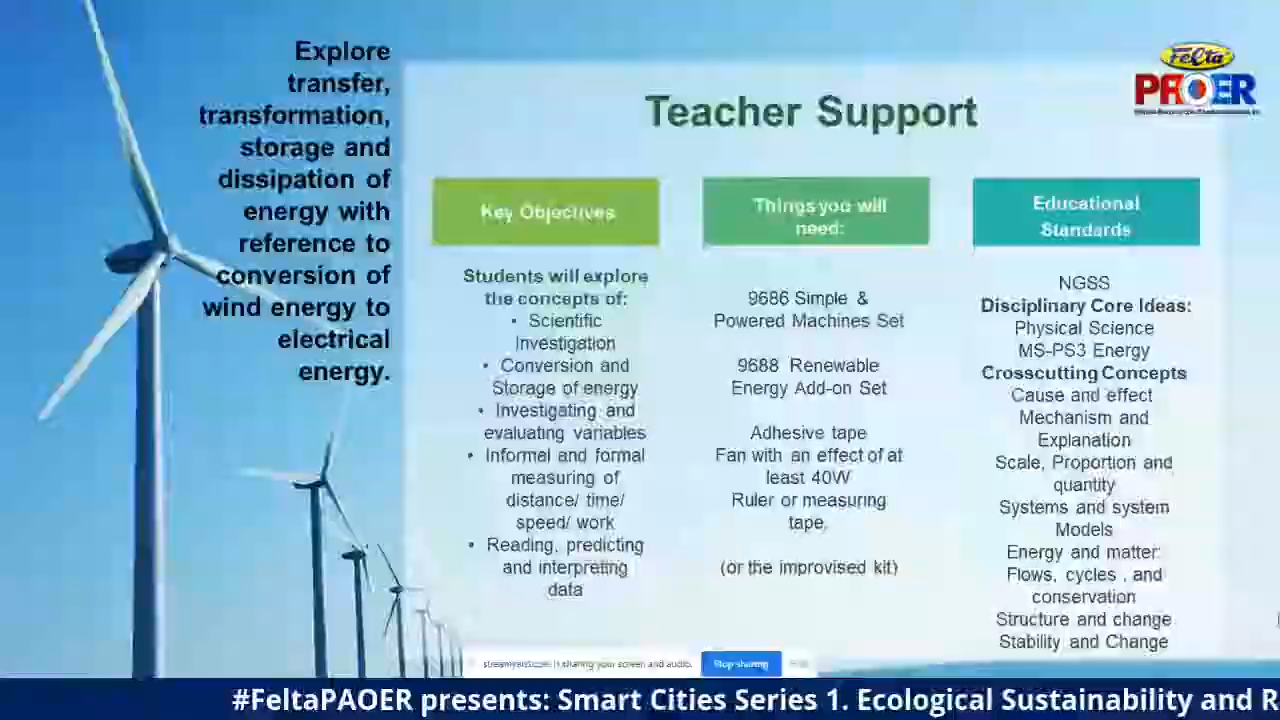 Explore
transfer,
transformation,
storage and
dissipation of
energy with
reference to
conversion of
wind energy to
electrical
energy.
Felta
PAOER
Teacher Support
Key Objectives
Students will explore
the concepts of:
• Scientific
Investigation
• Conversion and
Storage of energy
• Investigating and
evaluating variables
• Informal and formal
measuring of
distance/ time/
speed/ work
• Reading, predicting
and interpreting
data
Things you will
need:
9686 Simple &
Powered Machines Set
9688 Renewable
Energy Add-on Set
Adhesive tape
Fan with an effect of at
least 40W
Ruler or measuring
tape.
(or the improvised kit)
Educational
Standards
NGSS
Disciplinary Core Ideas:
Physical Science
MS-PS3 Energy
Crosscutting Concepts
Cause and effect
Mechanism and
Explanation
Scale, Proportion and
quantity
Systems and system
Models
Energy and matter:
Flows, cycles , and
conservation
Structure and change
Stability and Change
is sharing your screen and audio.
Stop sharing
#FeltaPAOER presents: Smart Cities Series 1. Ecological Sustainability and R